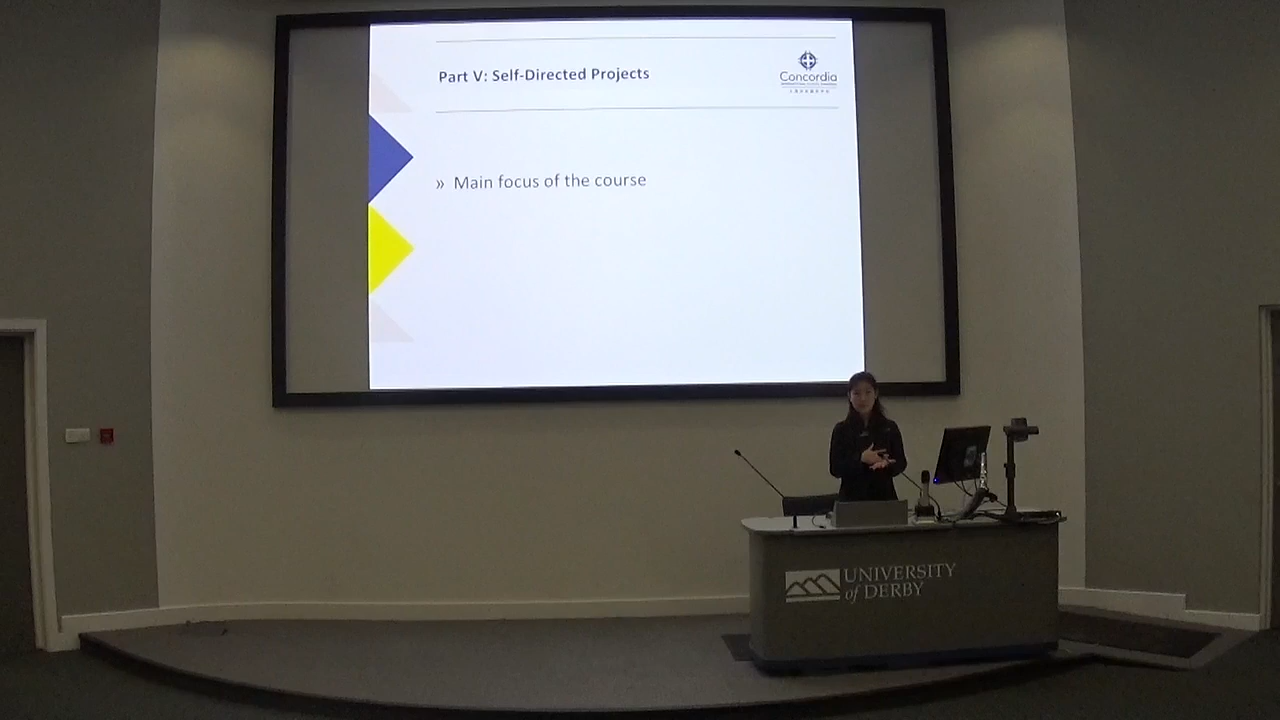 Part V: Self-Directed Projects
Concordia
» Main focus of the course
UNIVERSITY
of DERBY